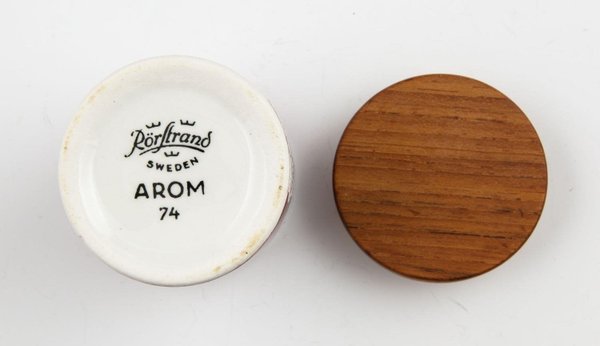 Rörstrand
SWEDEN
AROM
74